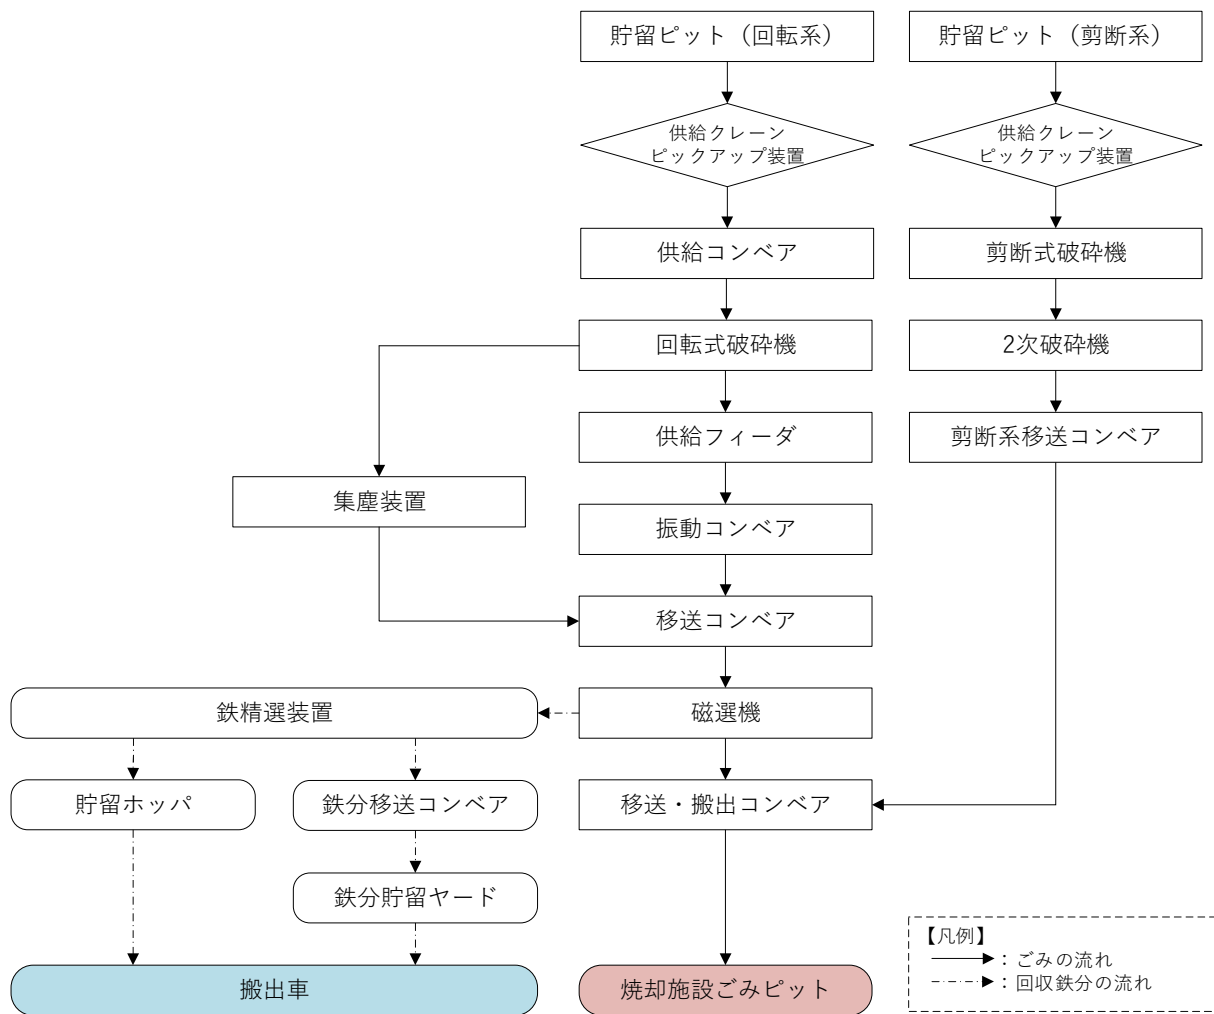 貯留ピット（回転系）
貯留ピット（剪断系）
供給クレーン
ピックアップ装置
供給クレーン
ピックアップ装置
供給コンベア
剪断式破砕機
回転式破砕機
2次破砕機
供給フィーダ
剪断系移送コンベア
集塵装置
振動コンベア
移送コンベア
鉄精選装置
磁選機
貯留ホッパ
鉄分移送コンベア
移送・搬出コンベア
鉄分貯留ヤード
搬出車
焼却施設ごみピット
【凡例】
：ごみの流れ
：回収鉄分の流れ